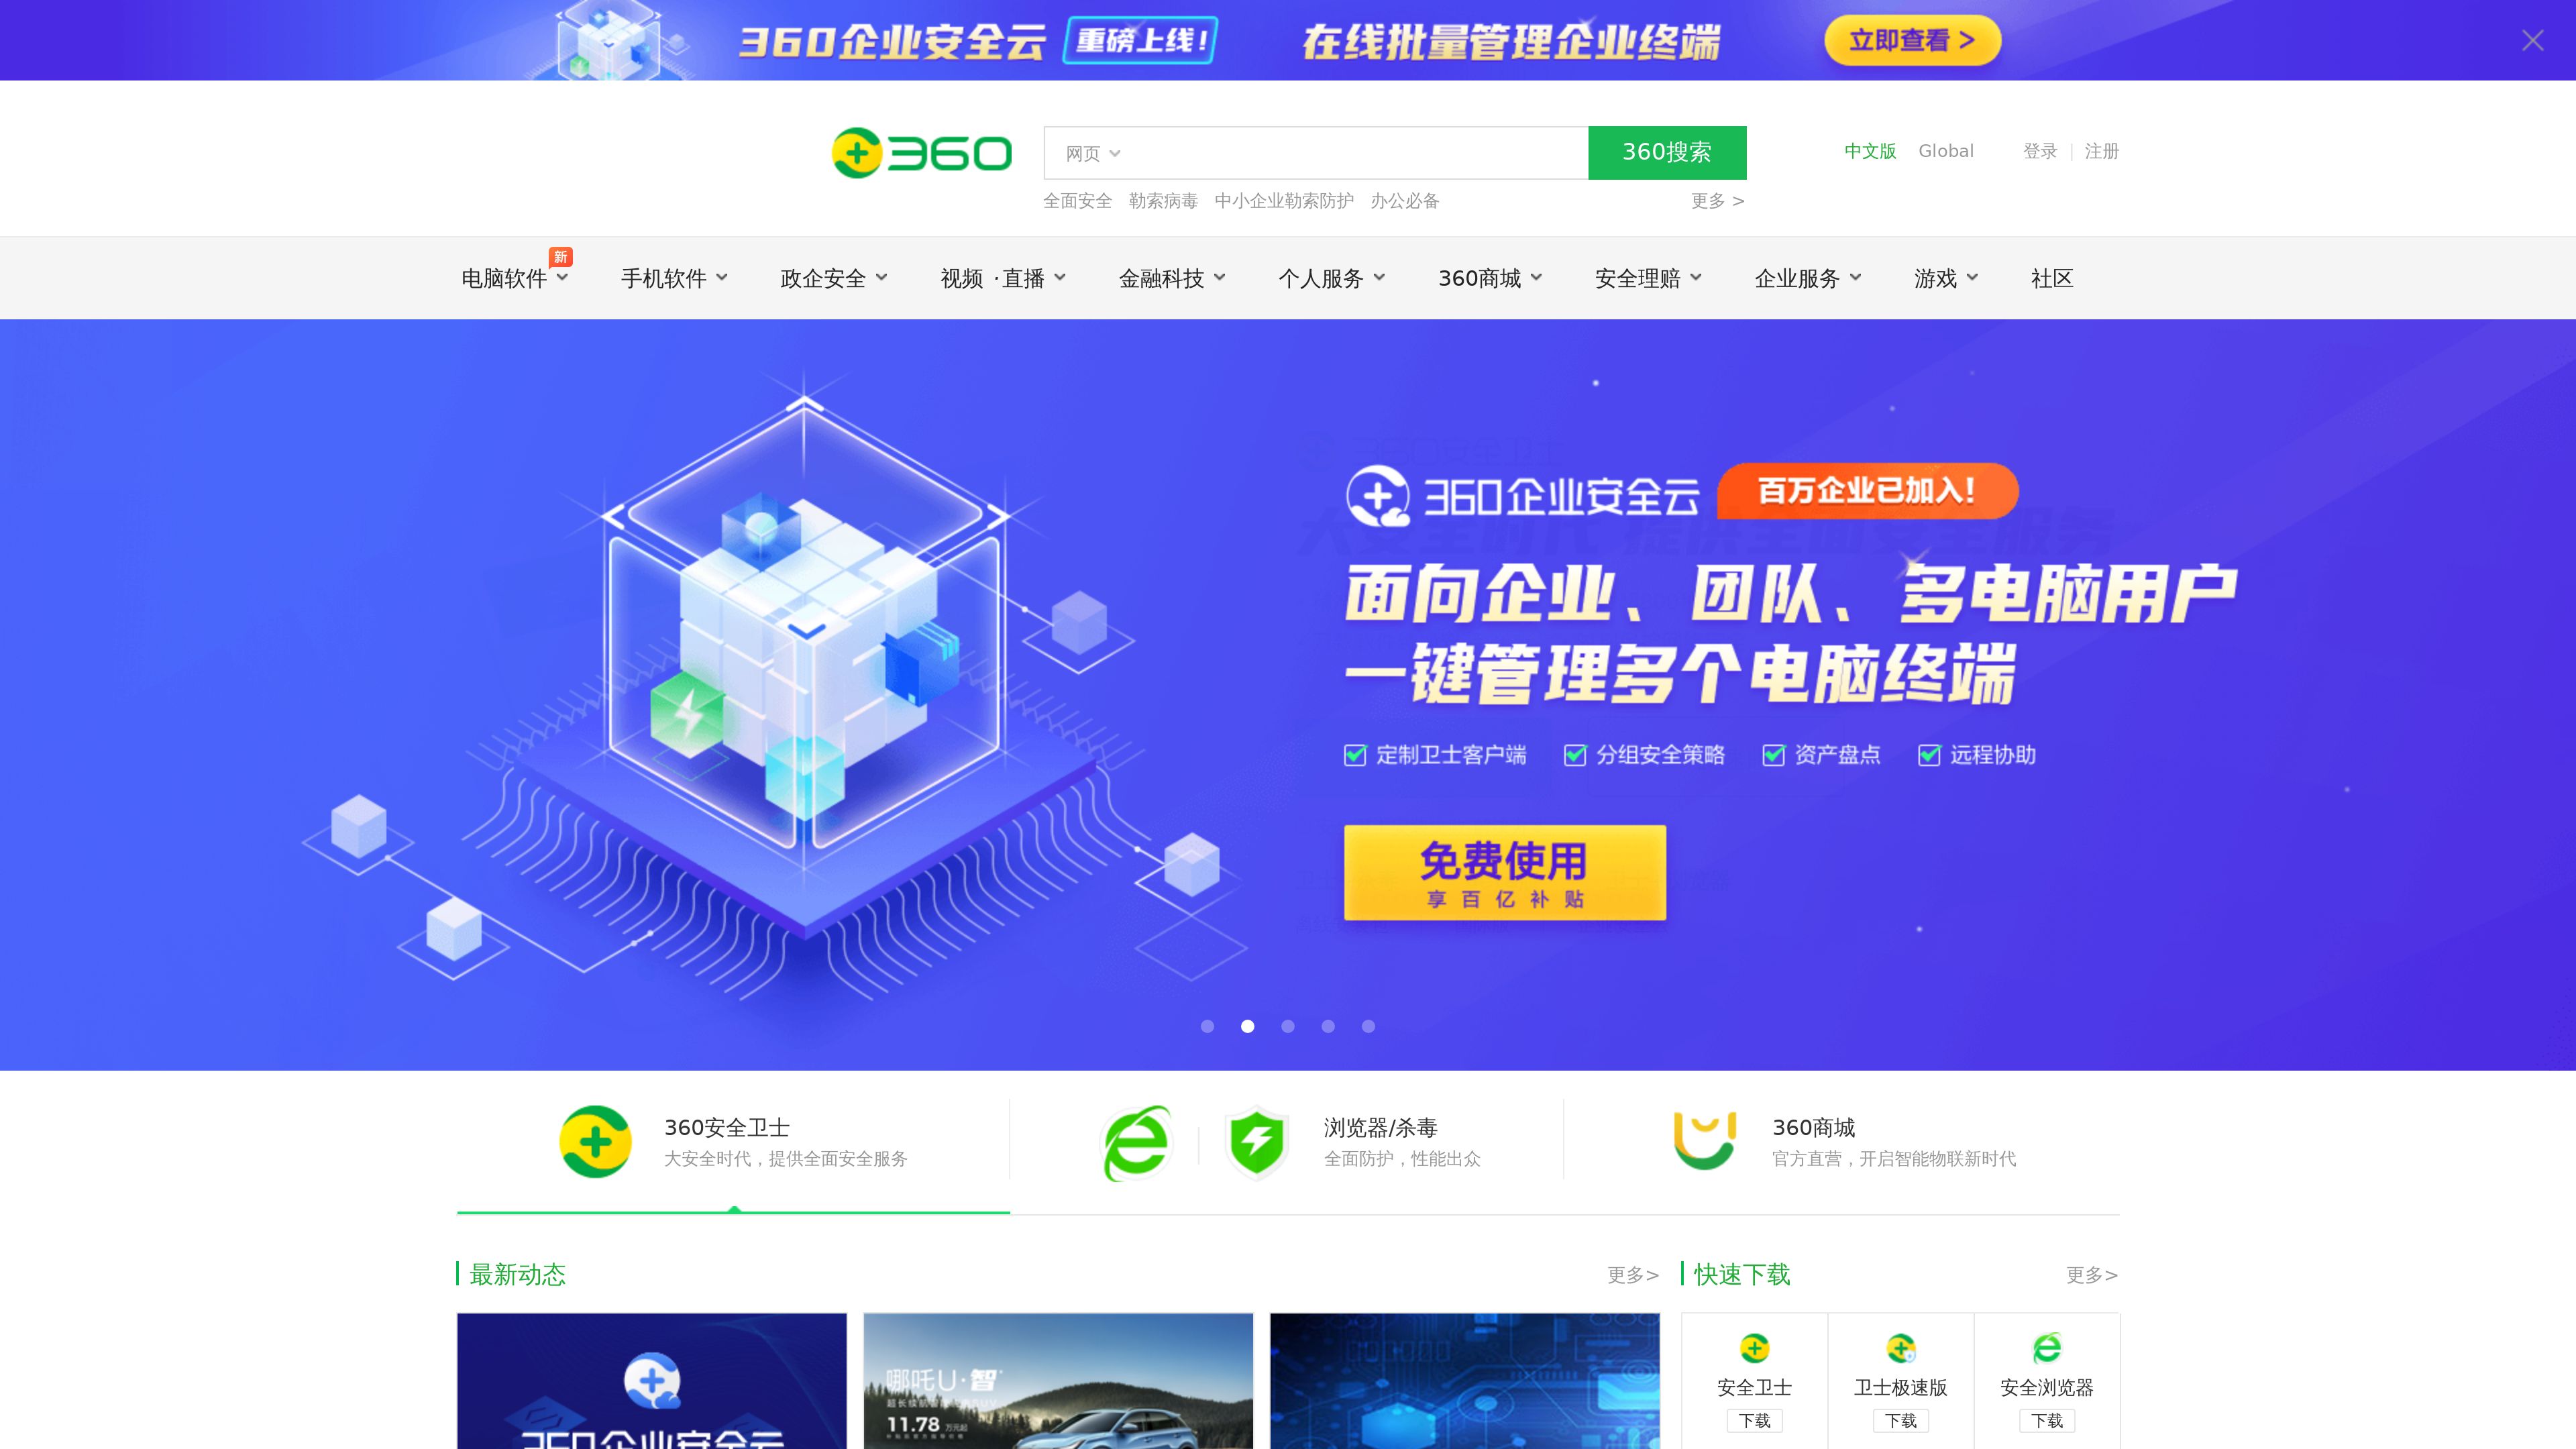 360企业安全云 重磅上线! 在线批量管理企业终端 立即查看 >
360 网页 360搜索 中文版 Global 登录 | 注册
全面安全 勒索病毒 中小企业勒索防护 办公必备 更多 >
新
电脑软件 手机软件 政企安全 视频 ·直播 金融科技 个人服务 360商城 安全理赔 企业服务 游戏 社区
360企业安全云 百万企业已加入!
面向企业、团队、多电脑用户
一键管理多个电脑终端
定制卫士客户端 分组安全策略 资产盘点 远程协助
免费使用
享百亿补贴
360安全卫士
大安全时代，提供全面安全服务
浏览器/杀毒
全面防护，性能出众
360商城
官方直营，开启智能物联新时代
最新动态 更多>
快速下载 更多>
360企业安全云
哪吒U·智
11.78 万元起
安全卫士 卫士极速版 安全浏览器
下载 下载 下载